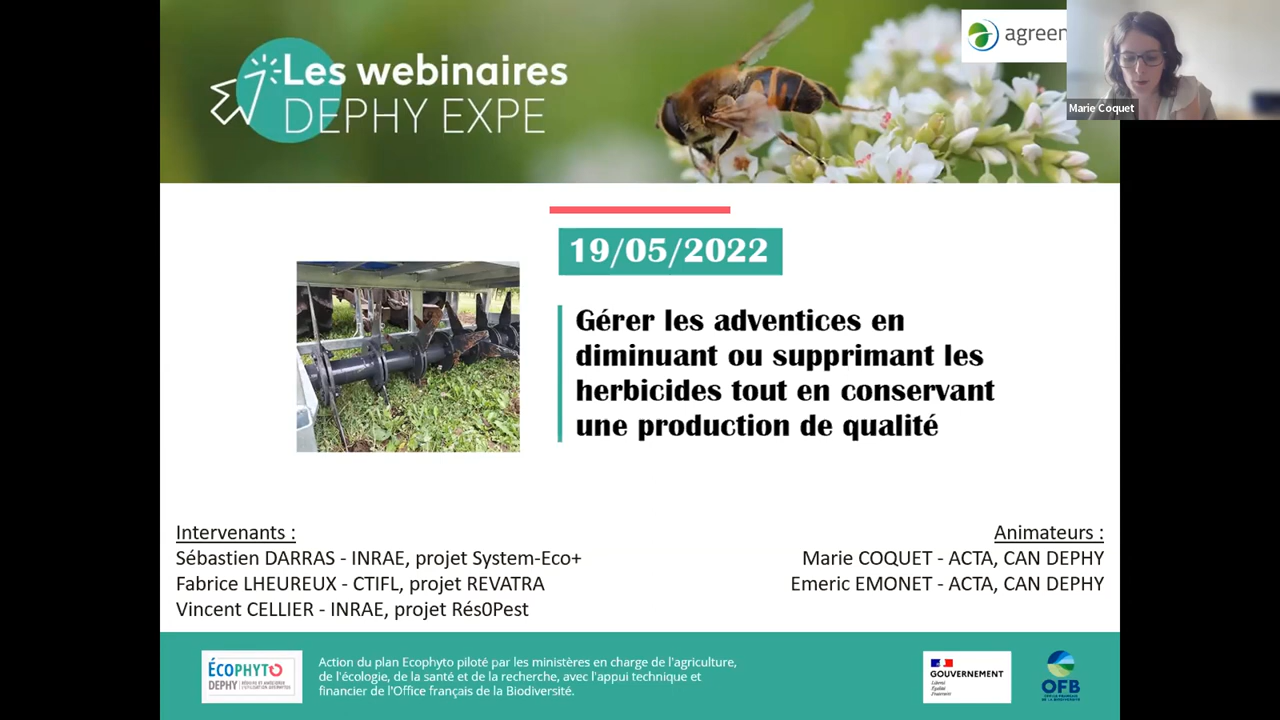 Les webinaires
DEPHY EXPE
agreen
Marie Coquet
19/05/2022
Gérer les adventices en
diminuant ou supprimant les
herbicides tout en conservant
une production de qualité
Intervenants :
Sébastien DARRAS - INRAE, projet System-Eco+
Fabrice LHEUREUX - CTIFL, projet REVATRA
Vincent CELLIER - INRAE, projet Rés0Pest
Animateurs :
Marie COQUET - ACTA, CAN DEPHY
Emeric EMONET - ACTA, CAN DEPHY
ÉCOPHYTO
DEPHY
Action du plan Ecophyto piloté par les ministères en charge de l'agriculture,
de l'écologie, de la santé et de la recherche, avec l'appui technique et
financier de l'Office français de la Biodiversité.
GOUVERNEMENT
Liberté
Égalité
Fraternité
OFB